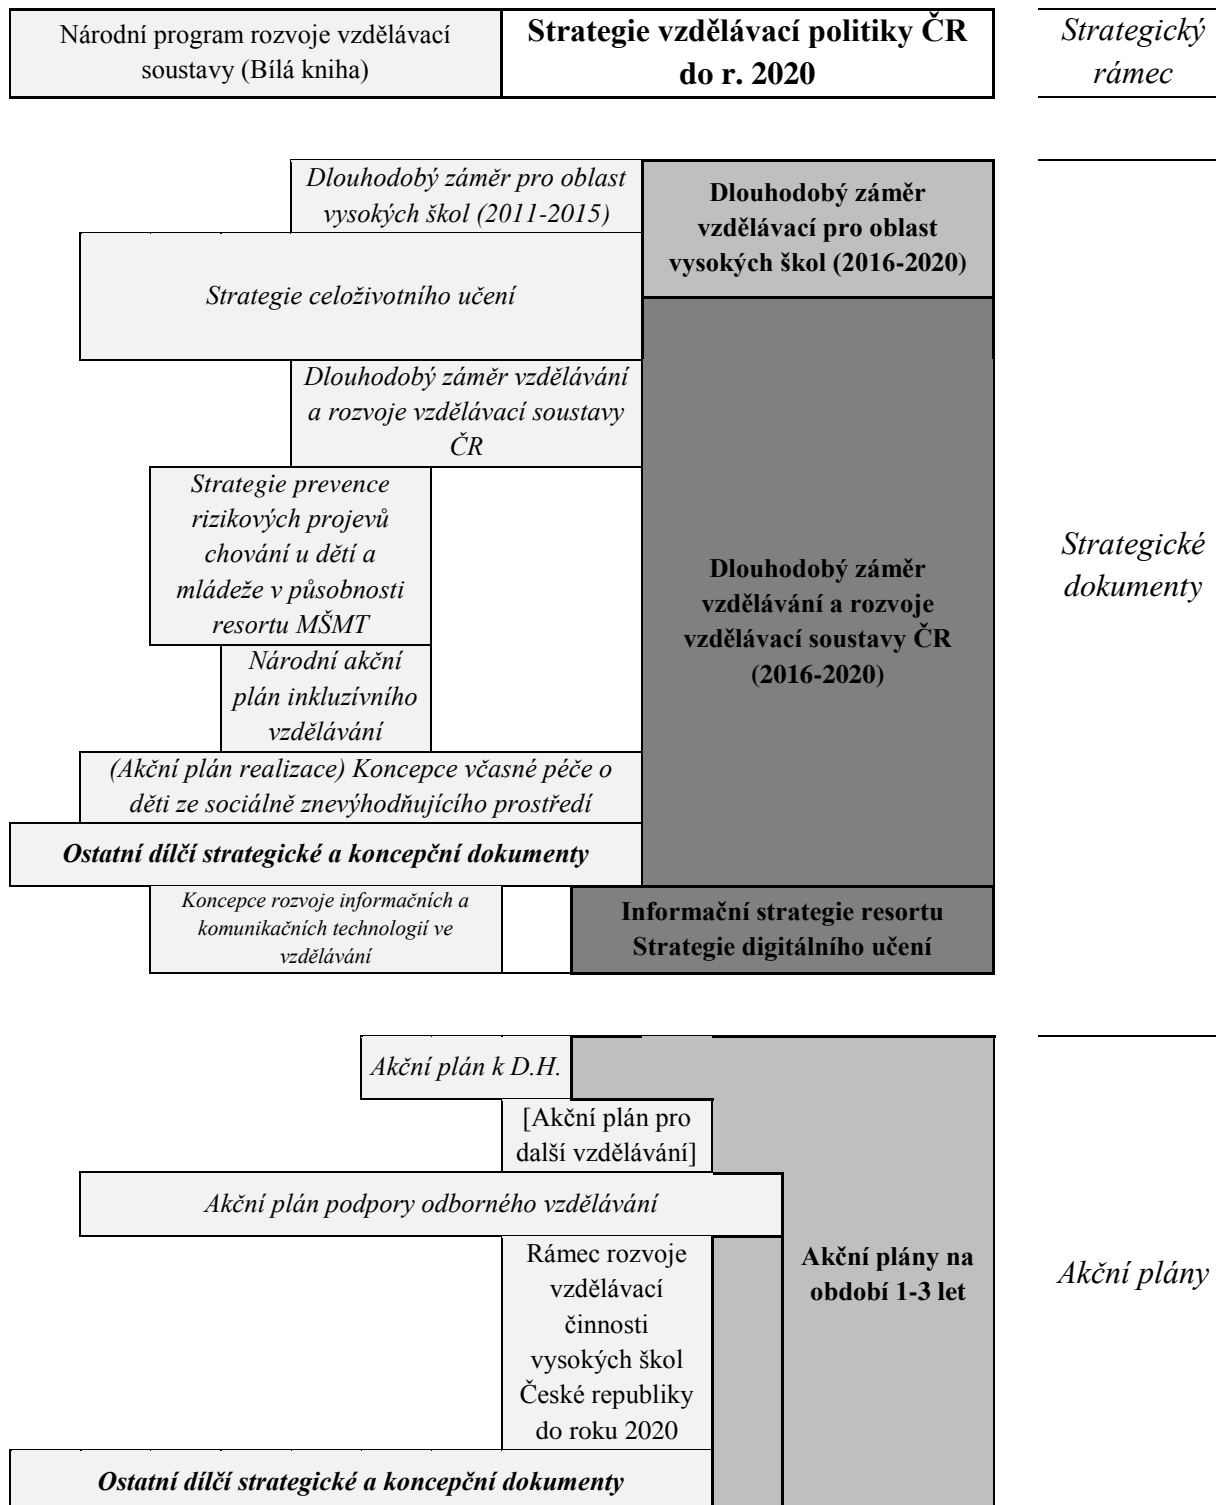 Národní program rozvoje vzdělávací
soustavy (Bílá kniha)
Strategie vzdělávací politiky ČR
do r. 2020
Strategický
rámec
Dlouhodobý záměr pro oblast
vysokých škol (2011-2015)
Dlouhodobý záměr
vzdělávací pro oblast
vysokých škol (2016-2020)
Strategie celoživotního učení
Dlouhodobý záměr vzdělávání
a rozvoje vzdělávací soustavy
ČR
Strategie prevence
rizikových projevů
chování u dětí a
mládeže v působnosti
resortu MŠMT
Dlouhodobý záměr
vzdělávání a rozvoje
vzdělávací soustavy ČR
(2016-2020)
Strategické
dokumenty
Národní akční
plán inkluzívního
vzdělávání
(Akční plán realizace) Koncepce včasné péče o
děti ze sociálně znevýhodňujícího prostředí
Ostatní dílčí strategické a koncepční dokumenty
Koncepce rozvoje informačních a
komunikačních technologií ve
vzdělávání
Informační strategie resortu
Strategie digitálního učení
Akční plán k D.H.
[Akční plán pro
další vzdělávání]
Akční plán podpory odborného vzdělávání
Rámec rozvoje
vzdělávací
činnosti
vysokých škol
České republiky
do roku 2020
Akční plány na
období 1-3 let
Akční plány
Ostatní dílčí strategické a koncepční dokumenty